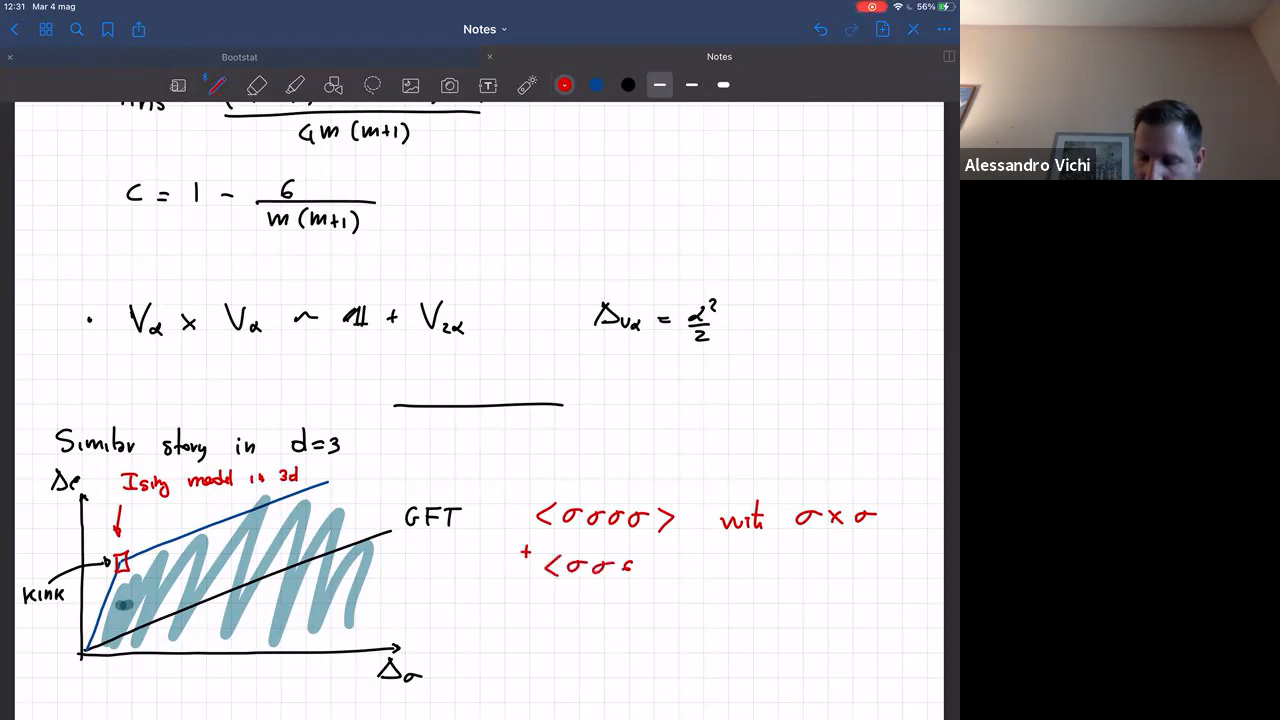 12:31 Mar 4 mag
56%
Notes
Bootstat
Notes
4m (m+1)
c = 1 - 6
m (m+1)
· Vα × Vα ~ 𝟙 + V2α
ΔVα = α²
2
Similar story in d=3
Δε
Ising model in 3d
GFT
Kink
Δσ
<σσσσ> with σ×σ
+ <σσε
Alessandro Vichi